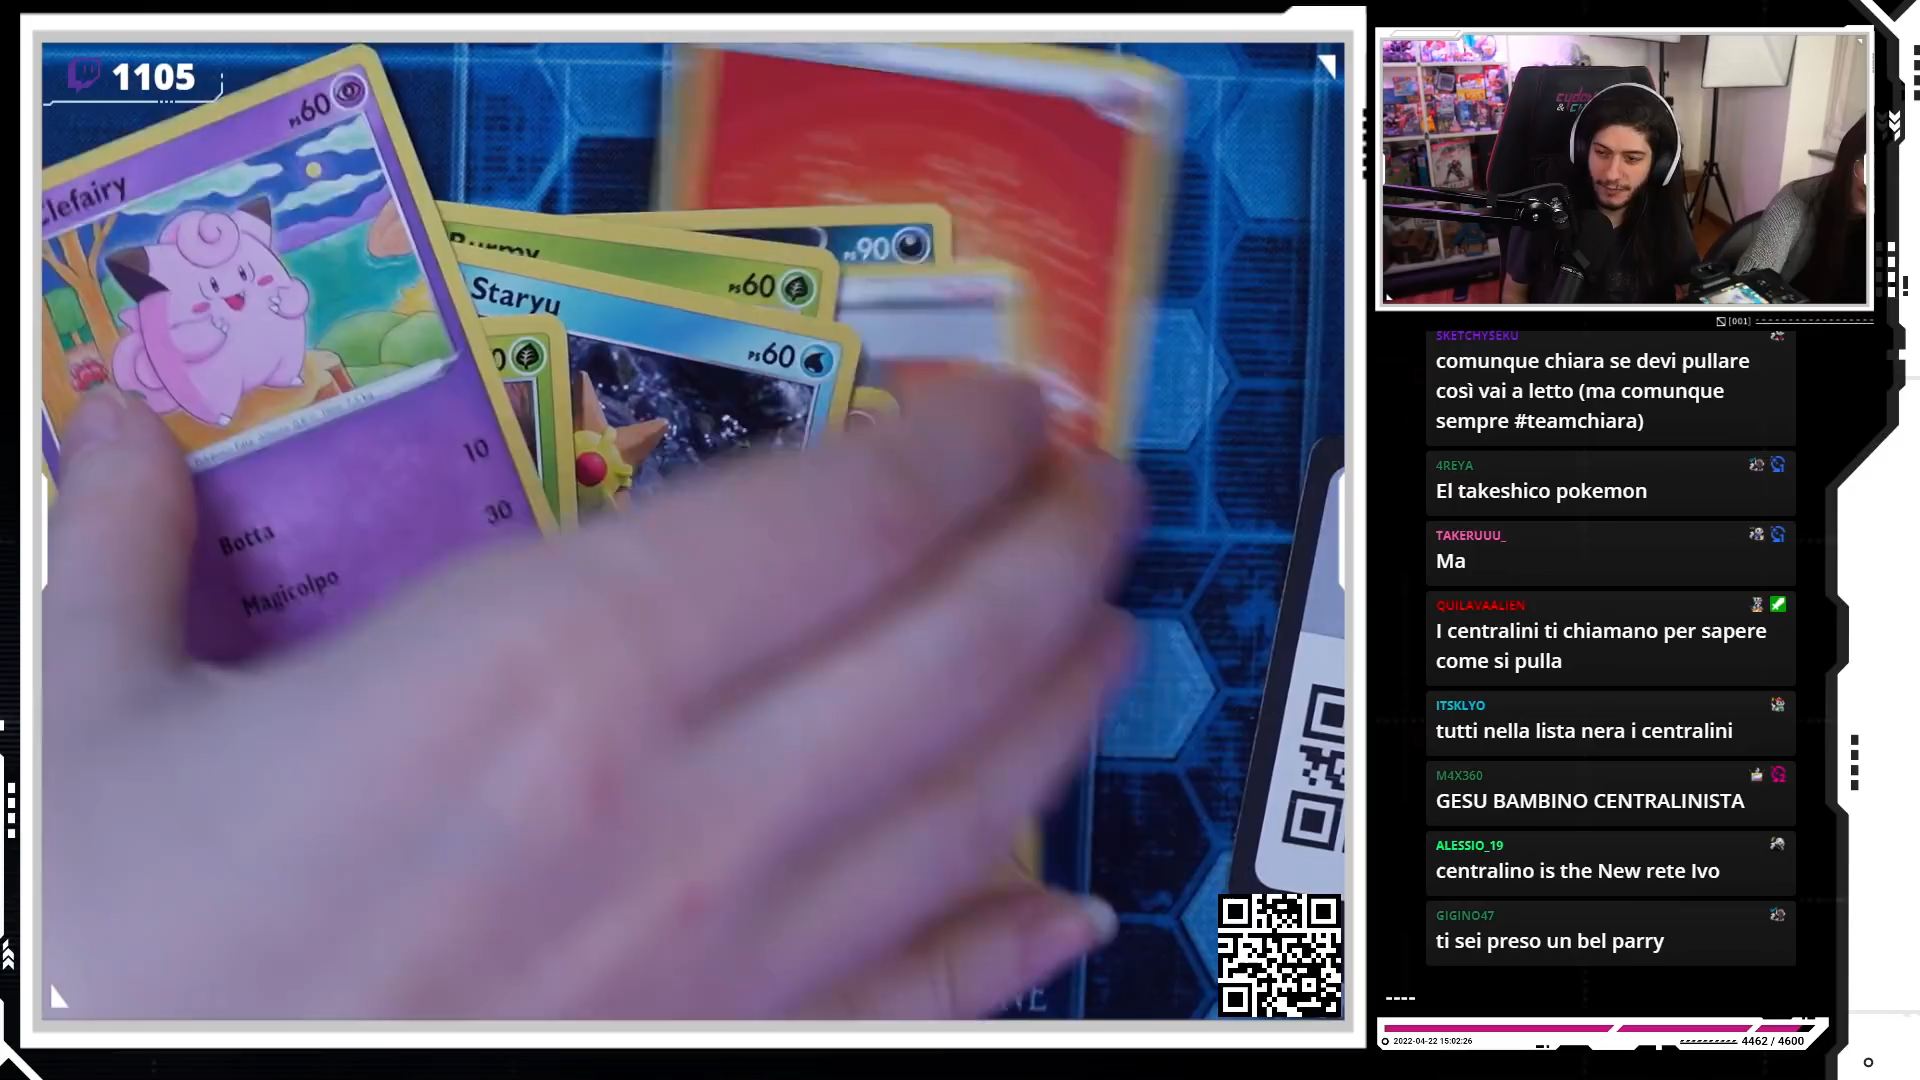 1105
PS60
Clefairy
Burmy
PS90
PS60
Staryu
PS60
10
Botta
30
Magicolpo
[001]
SKETCHYSEKU
comunque chiara se devi pullare
così vai a letto (ma comunque
sempre #teamchiara)
4REYA
El takeshico pokemon
TAKERUUU_
Ma
QUILAVAALIEN
I centralini ti chiamano per sapere
come si pulla
ITSKLYO
tutti nella lista nera i centralini
M4X360
GESU BAMBINO CENTRALINISTA
ALESSIO_19
centralino is the New rete Ivo
GIGINO47
ti sei preso un bel parry
2022-04-22 15:02:26
4462 / 4600